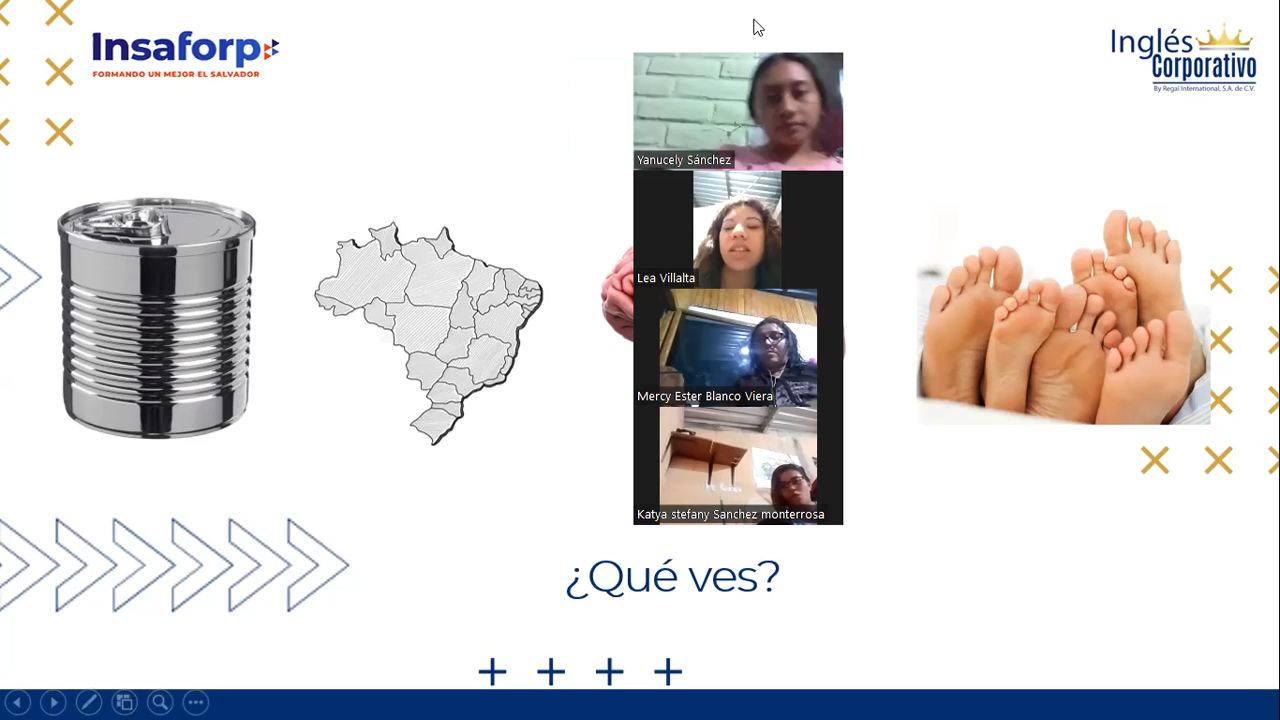 Insaforp
FORMANDO UN MEJOR EL SALVADOR
Inglés
Corporativo
By Regal International, S.A. de C.V.
Yanucely Sánchez
Lea Villalta
Mercy Ester Blanco Viera
Katya stefany Sanchez monterrosa
¿Qué ves?